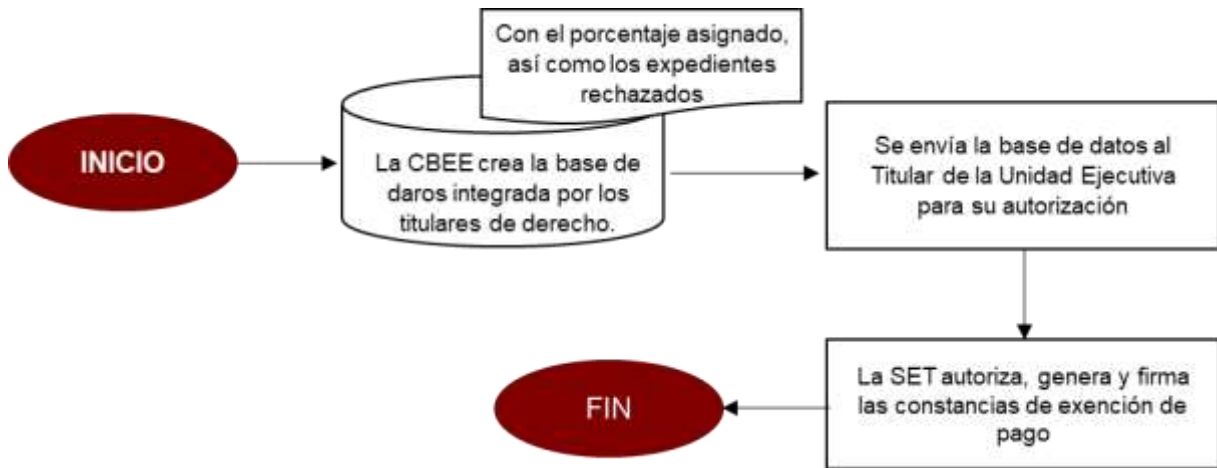 Con el porcentaje asignado,
así como los expedientes
rechazados
INICIO
La CBEE crea la base de
daros integrada por los
titulares de derecho.
Se envía la base de datos al
Titular de la Unidad Ejecutiva
para su autorización
La SET autoriza, genera y firma
las constancias de exención de
pago
FIN